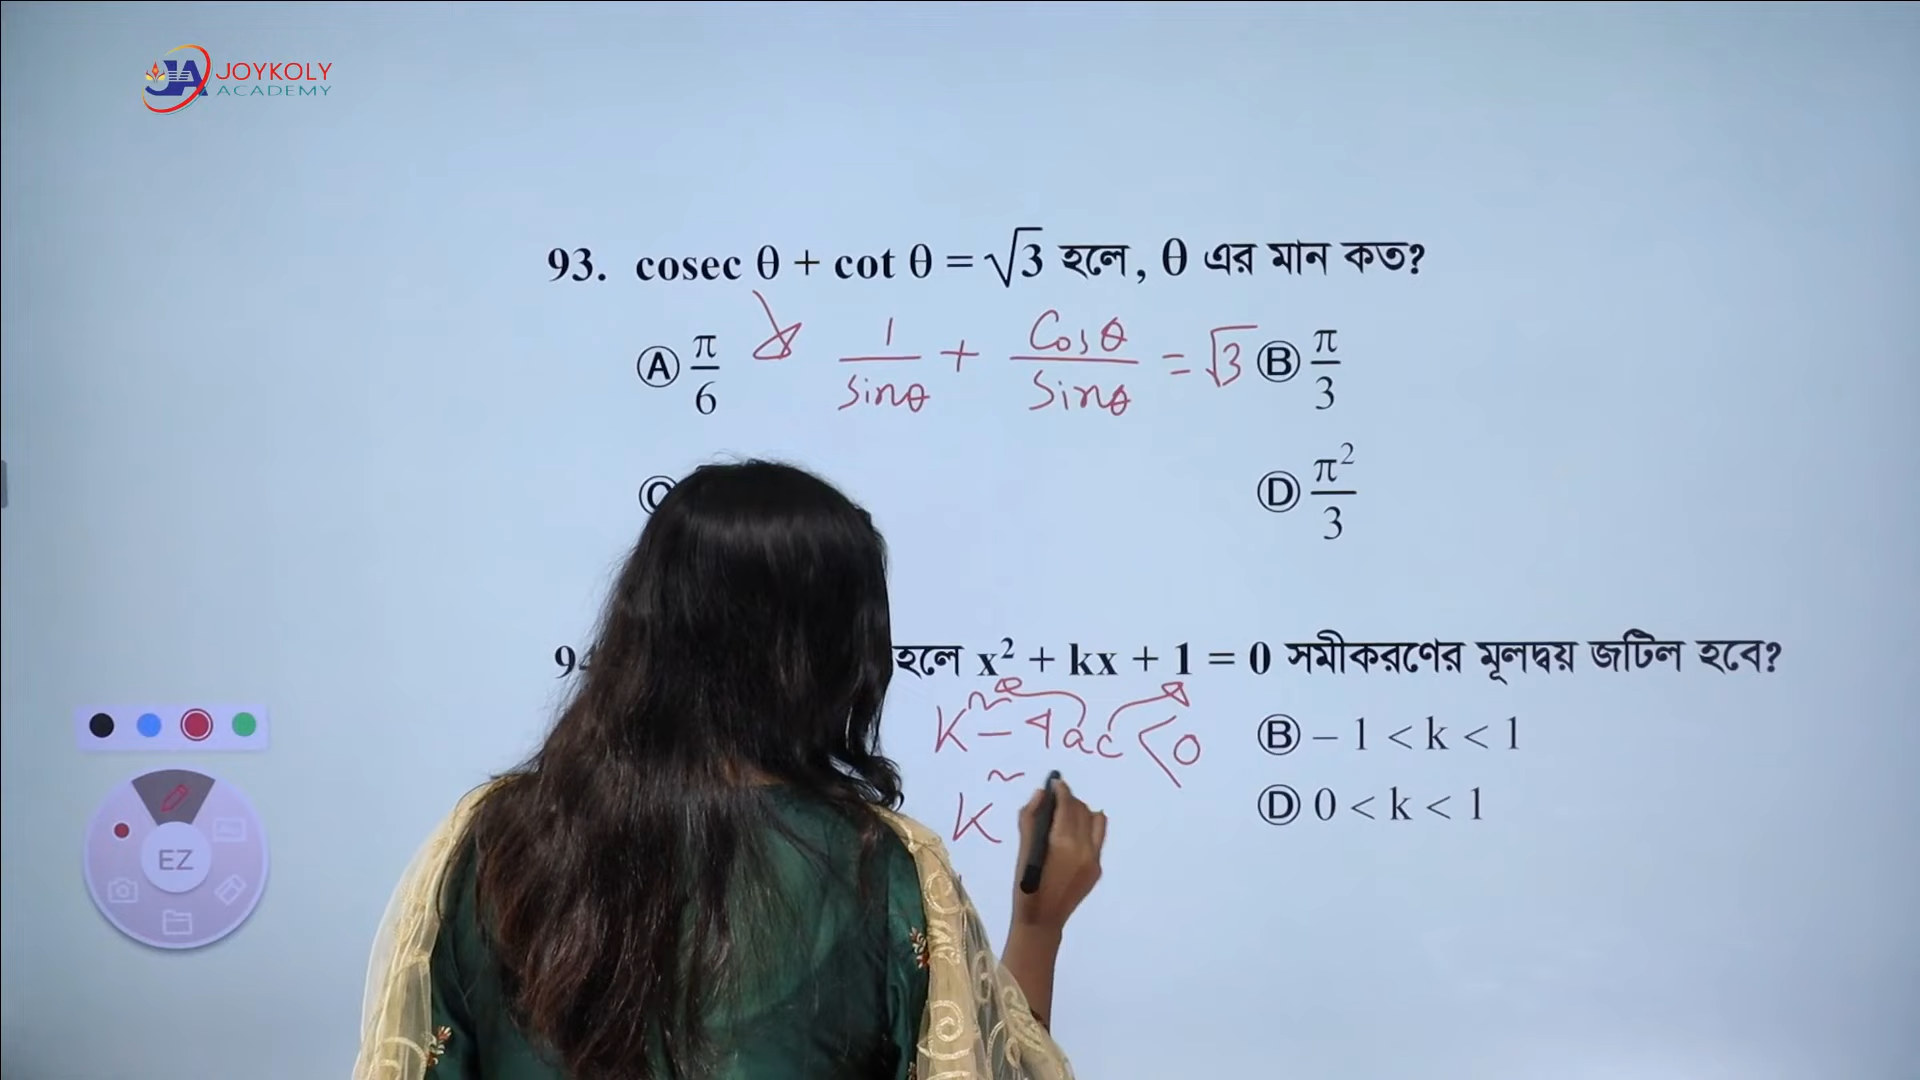 JOYKOLY
ACADEMY
93. cosec θ + cot θ = √3 হলে, θ এর মান কত?
Ⓐ π/6
1/sinθ + Cosθ/Sinθ = √3
Ⓑ π/3
Ⓓ π²/3
হলে x² + kx + 1 = 0 সমীকরণের মূলদ্বয় জটিল হবে?
K² − 4ac < 0
Ⓑ – 1 < k < 1
K²
Ⓓ 0 < k < 1
EZ